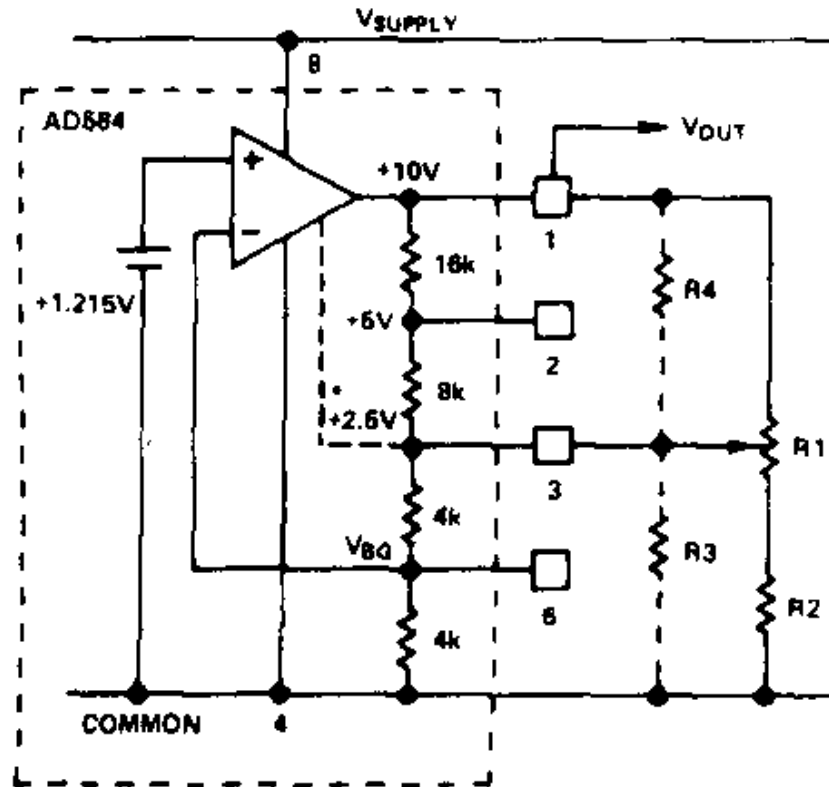 VSUPPLY
8
AD584
VOUT
+10V
1
16k
+1.215V
R4
+5V
2
8k
*
+2.5V
R1
3
4k
VBG
R3
6
R2
4k
COMMON
4